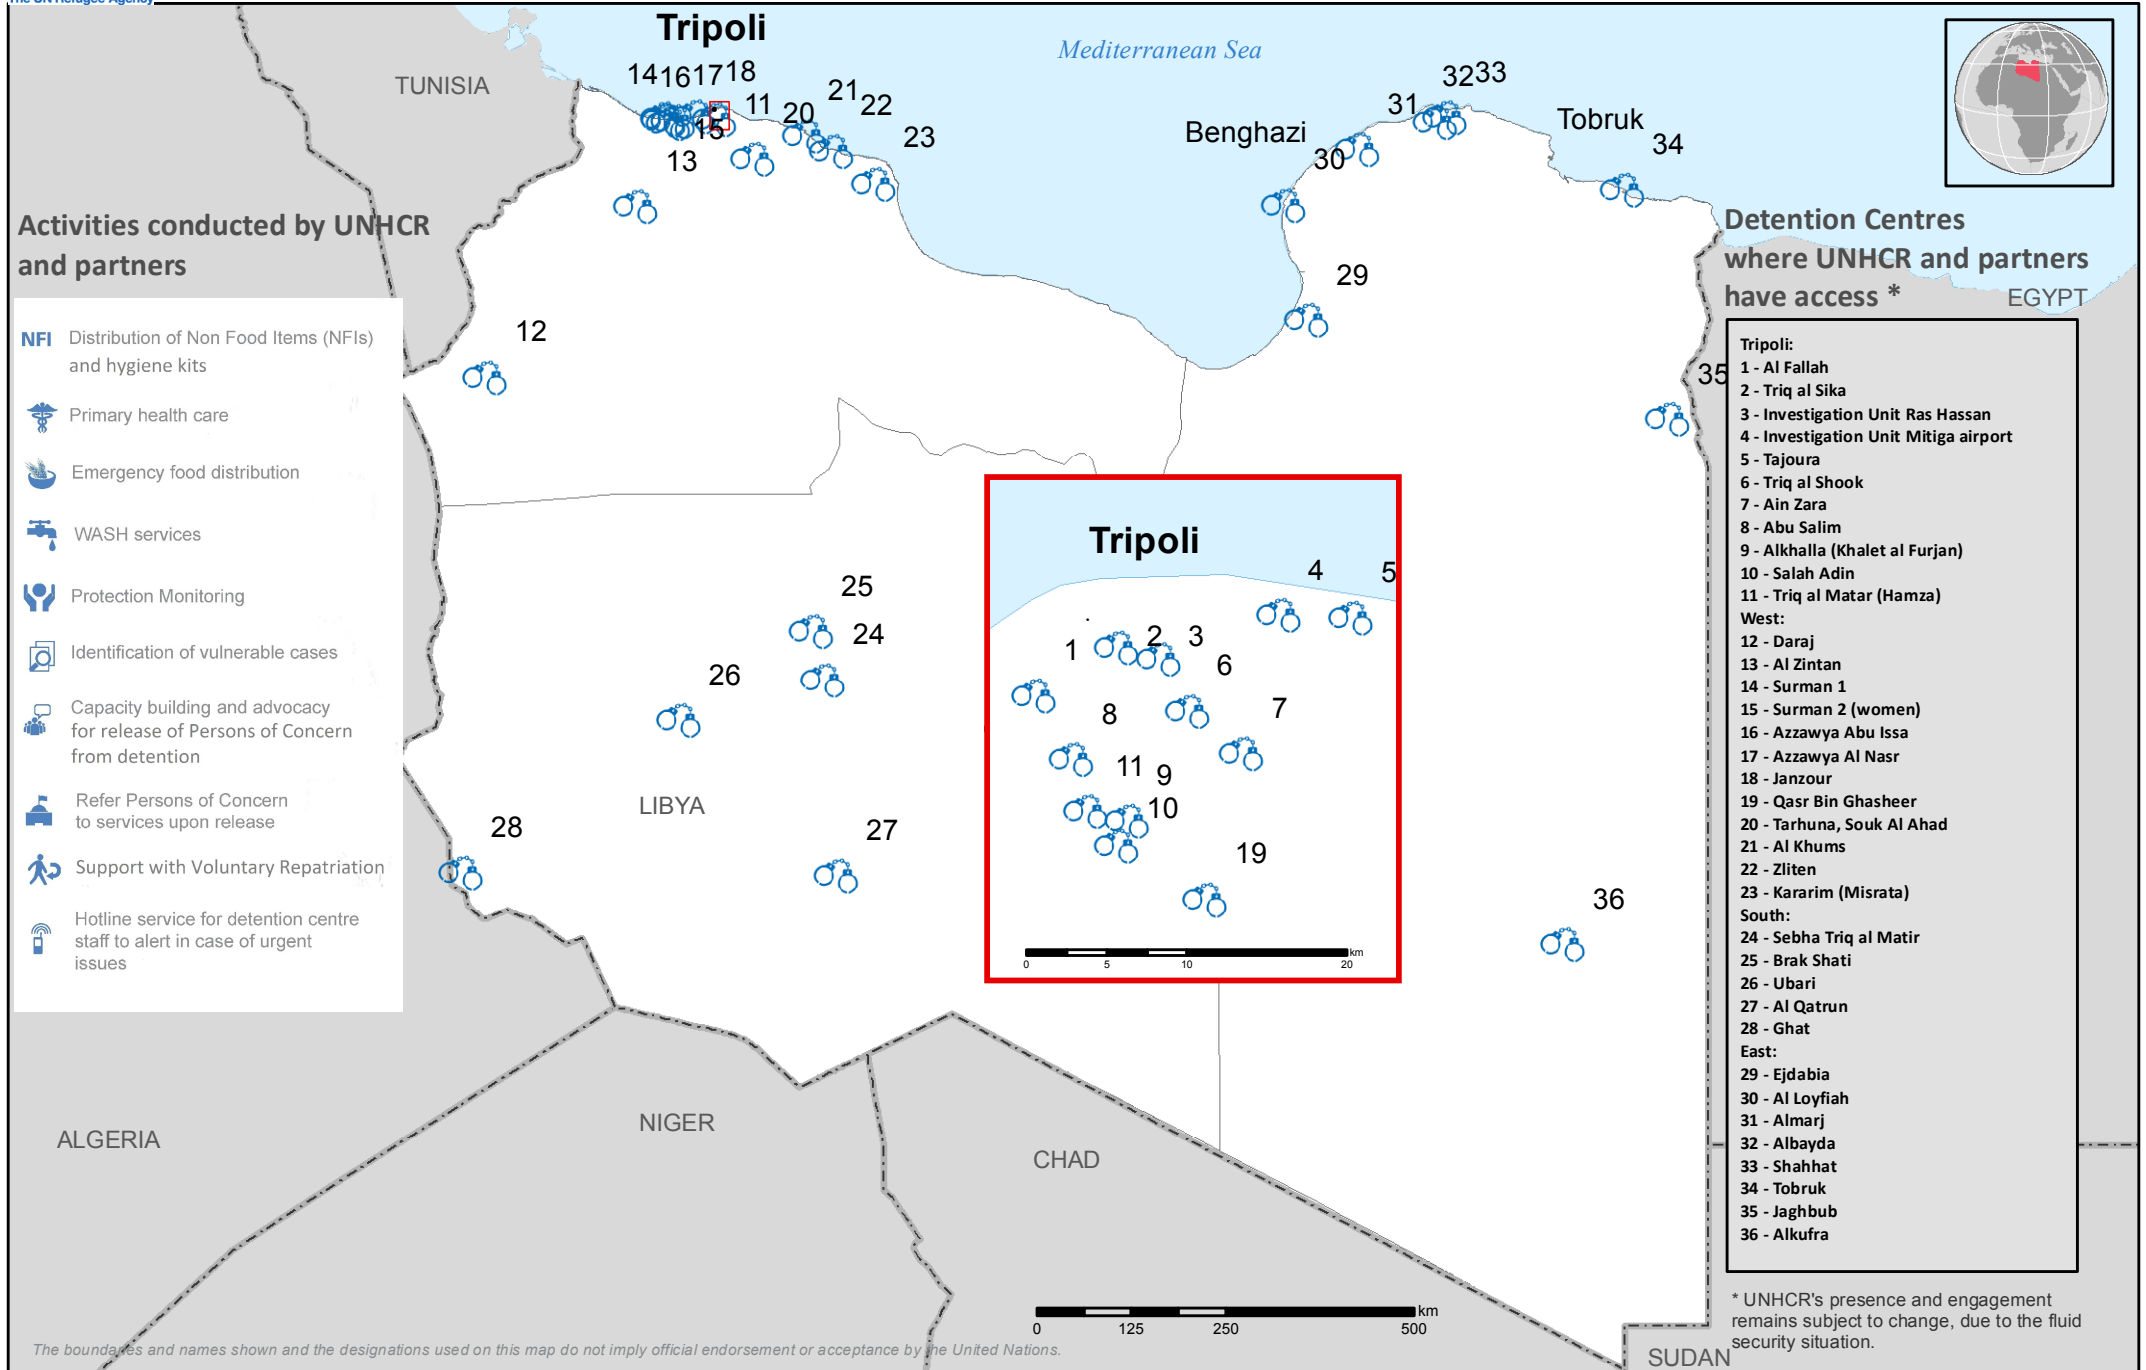 The UN Refugee Agency
Tripoli
Mediterranean Sea
TUNISIA
14 16 17 18
11
20
21
22
23
15
13
12
Benghazi
30
31
32 33
Tobruk
34
29
35
EGYPT
Activities conducted by UNHCR
and partners
NFI Distribution of Non Food Items (NFIs)
and hygiene kits
Primary health care
Emergency food distribution
WASH services
Protection Monitoring
Identification of vulnerable cases
Capacity building and advocacy
for release of Persons of Concern
from detention
Refer Persons of Concern
to services upon release
Support with Voluntary Repatriation
Hotline service for detention centre
staff to alert in case of urgent
issues
25
24
26
LIBYA
28
27
36
Tripoli
4
5
1
2
3
6
8
7
11
9
10
19
0 5 10 20 km
ALGERIA
NIGER
CHAD
SUDAN
km
0 125 250 500
Detention Centres
where UNHCR and partners
have access *
Tripoli:
1 - Al Fallah
2 - Triq al Sika
3 - Investigation Unit Ras Hassan
4 - Investigation Unit Mitiga airport
5 - Tajoura
6 - Triq al Shook
7 - Ain Zara
8 - Abu Salim
9 - Alkhalla (Khalet al Furjan)
10 - Salah Adin
11 - Triq al Matar (Hamza)
West:
12 - Daraj
13 - Al Zintan
14 - Surman 1
15 - Surman 2 (women)
16 - Azzawya Abu Issa
17 - Azzawya Al Nasr
18 - Janzour
19 - Qasr Bin Ghasheer
20 - Tarhuna, Souk Al Ahad
21 - Al Khums
22 - Zliten
23 - Kararim (Misrata)
South:
24 - Sebha Triq al Matir
25 - Brak Shati
26 - Ubari
27 - Al Qatrun
28 - Ghat
East:
29 - Ejdabia
30 - Al Loyfiah
31 - Almarj
32 - Albayda
33 - Shahhat
34 - Tobruk
35 - Jaghbub
36 - Alkufra
* UNHCR's presence and engagement
remains subject to change, due to the fluid
security situation.
The boundaries and names shown and the designations used on this map do not imply official endorsement or acceptance by the United Nations.